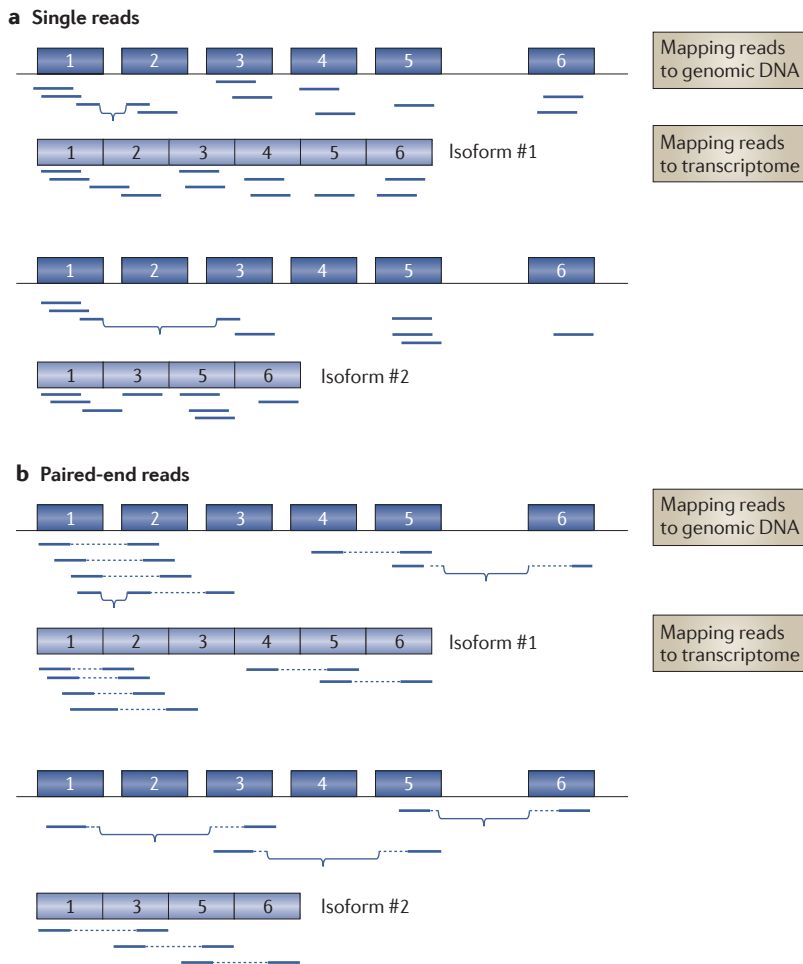 a Single reads
1 2 3 4 5 6
Mapping reads
to genomic DNA
1 2 3 4 5 6
Isoform #1
Mapping reads
to transcriptome
1 2 3 4 5 6
1 3 5 6
Isoform #2
b Paired-end reads
1 2 3 4 5 6
Mapping reads
to genomic DNA
1 2 3 4 5 6
Isoform #1
Mapping reads
to transcriptome
1 2 3 4 5 6
1 3 5 6
Isoform #2